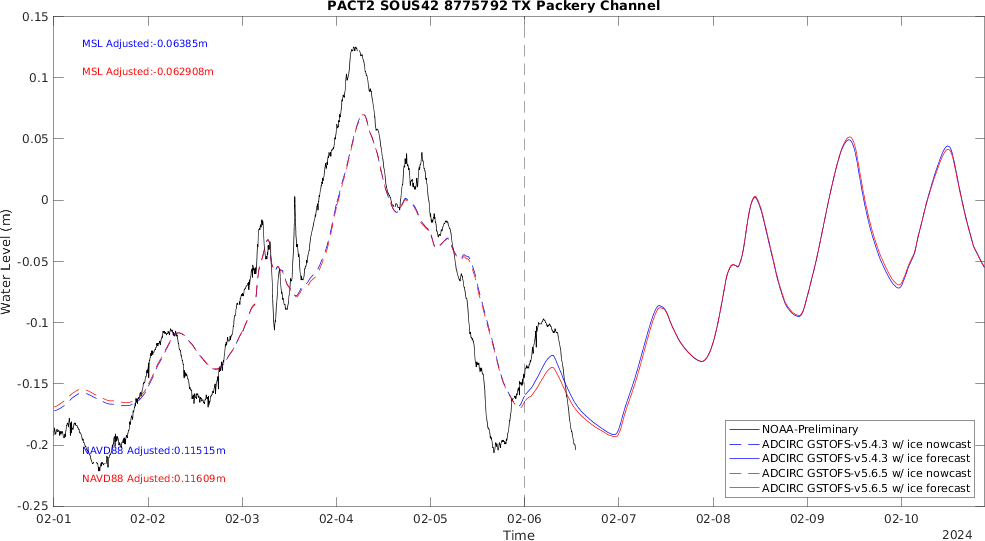 PACT2 SOUS42 8775792 TX Packery Channel
0.15
0.1
0.05
0
-0.05
-0.1
-0.15
-0.2
-0.25
Water Level (m)
MSL Adjusted:-0.06385m
MSL Adjusted:-0.062908m
NAVD88 Adjusted:0.11515m
NAVD88 Adjusted:0.11609m
NOAA-Preliminary
ADCIRC GSTOFS-v5.4.3 w/ ice nowcast
ADCIRC GSTOFS-v5.4.3 w/ ice forecast
ADCIRC GSTOFS-v5.6.5 w/ ice nowcast
ADCIRC GSTOFS-v5.6.5 w/ ice forecast
02-01 02-02 02-03 02-04 02-05 02-06 02-07 02-08 02-09 02-10
Time
2024